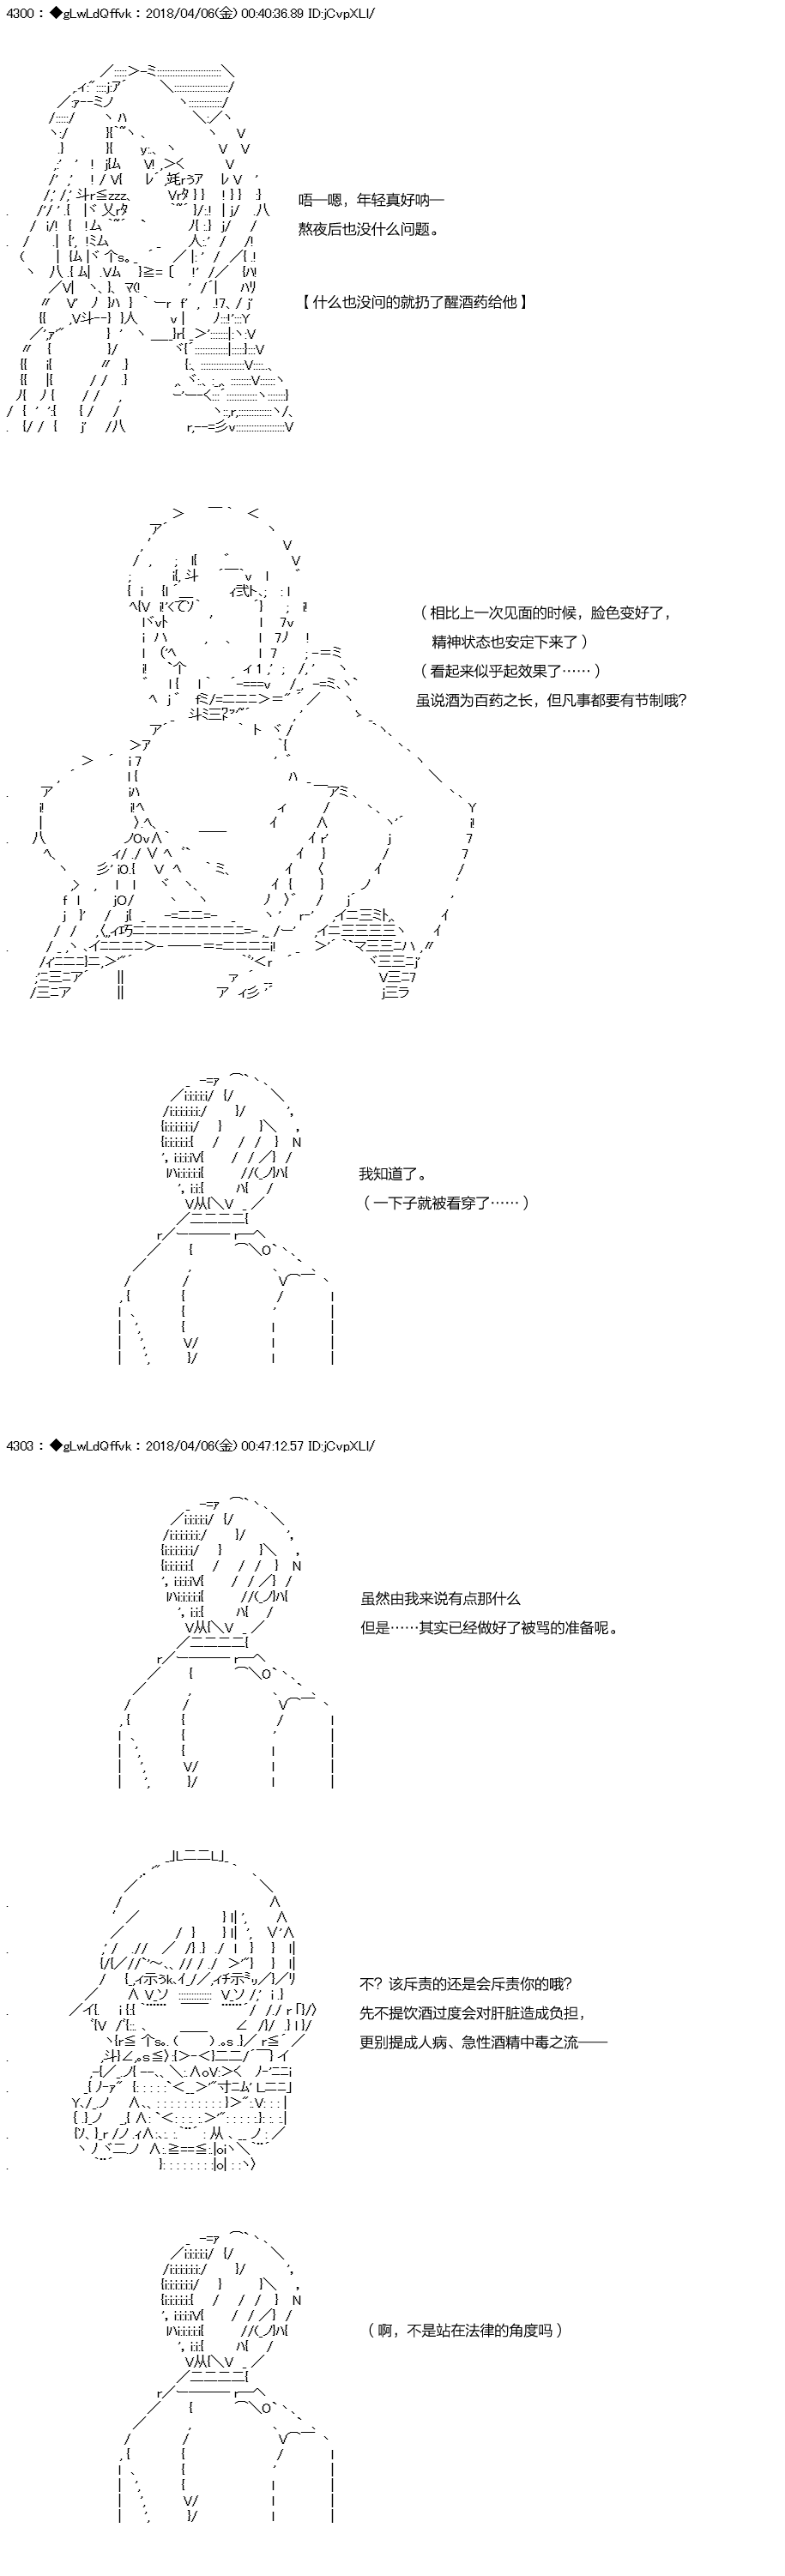 4300 : ◆gLwLdQffvk : 2018/04/06(金) 00:40:36.89 ID:jCvpXLI/
唔—嗯，年轻真好呐—
熬夜后也没什么问题。
【 什么也没问的就扔了醒酒药给他 】
（ 相比上一次见面的时候，脸色变好了，
精神状态也安定下来了 ）
（ 看起来似乎起效果了…… ）
虽说酒为百药之长，但凡事都要有节制哦?
我知道了。
（ 一下子就被看穿了…… ）
4303 : ◆gLwLdQffvk : 2018/04/06(金) 00:47:12.57 ID:jCvpXLI/
虽然由我来说有点那什么
但是……其实已经做好了被骂的准备呢。
不? 该斥责的还是会斥责你的哦?
先不提饮酒过度会对肝脏造成负担，
更别提成人病、急性酒精中毒之流——
（ 啊，不是站在法律的角度吗 ）